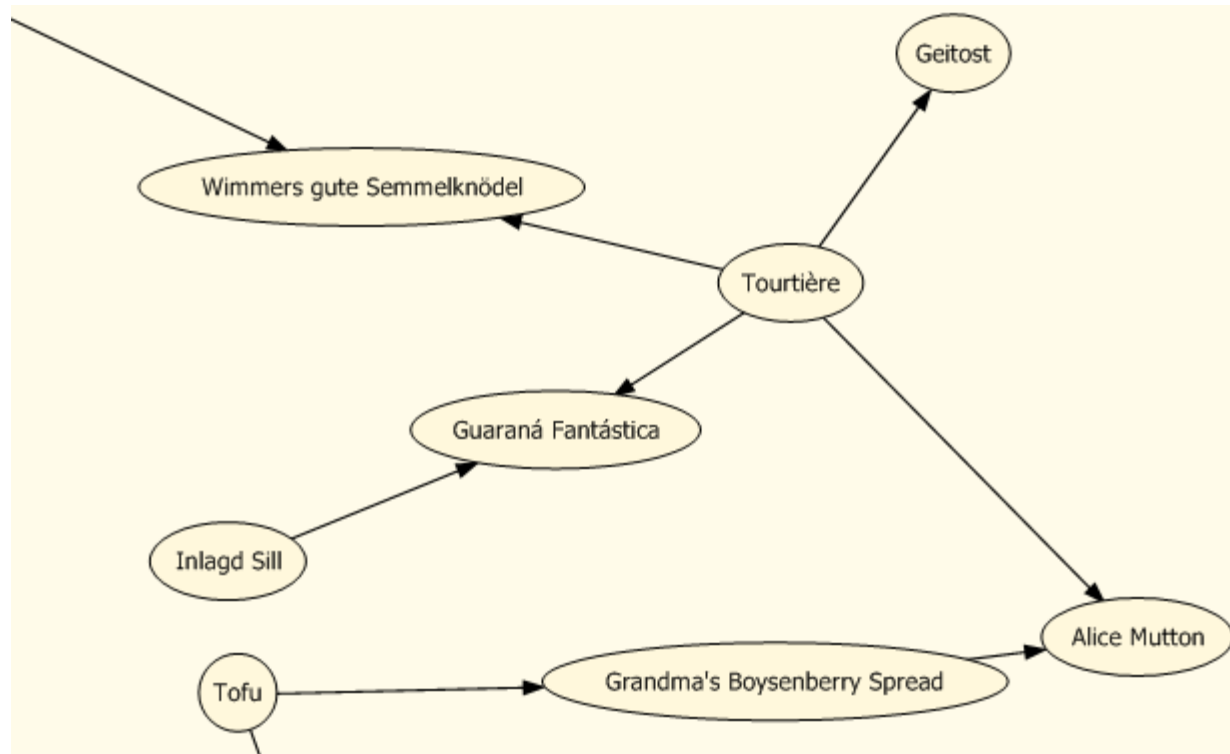 Geitost
Wimmers gute Semmelknödel
Tourtière
Guaraná Fantástica
Inlagd Sill
Alice Mutton
Grandma's Boysenberry Spread
Tofu